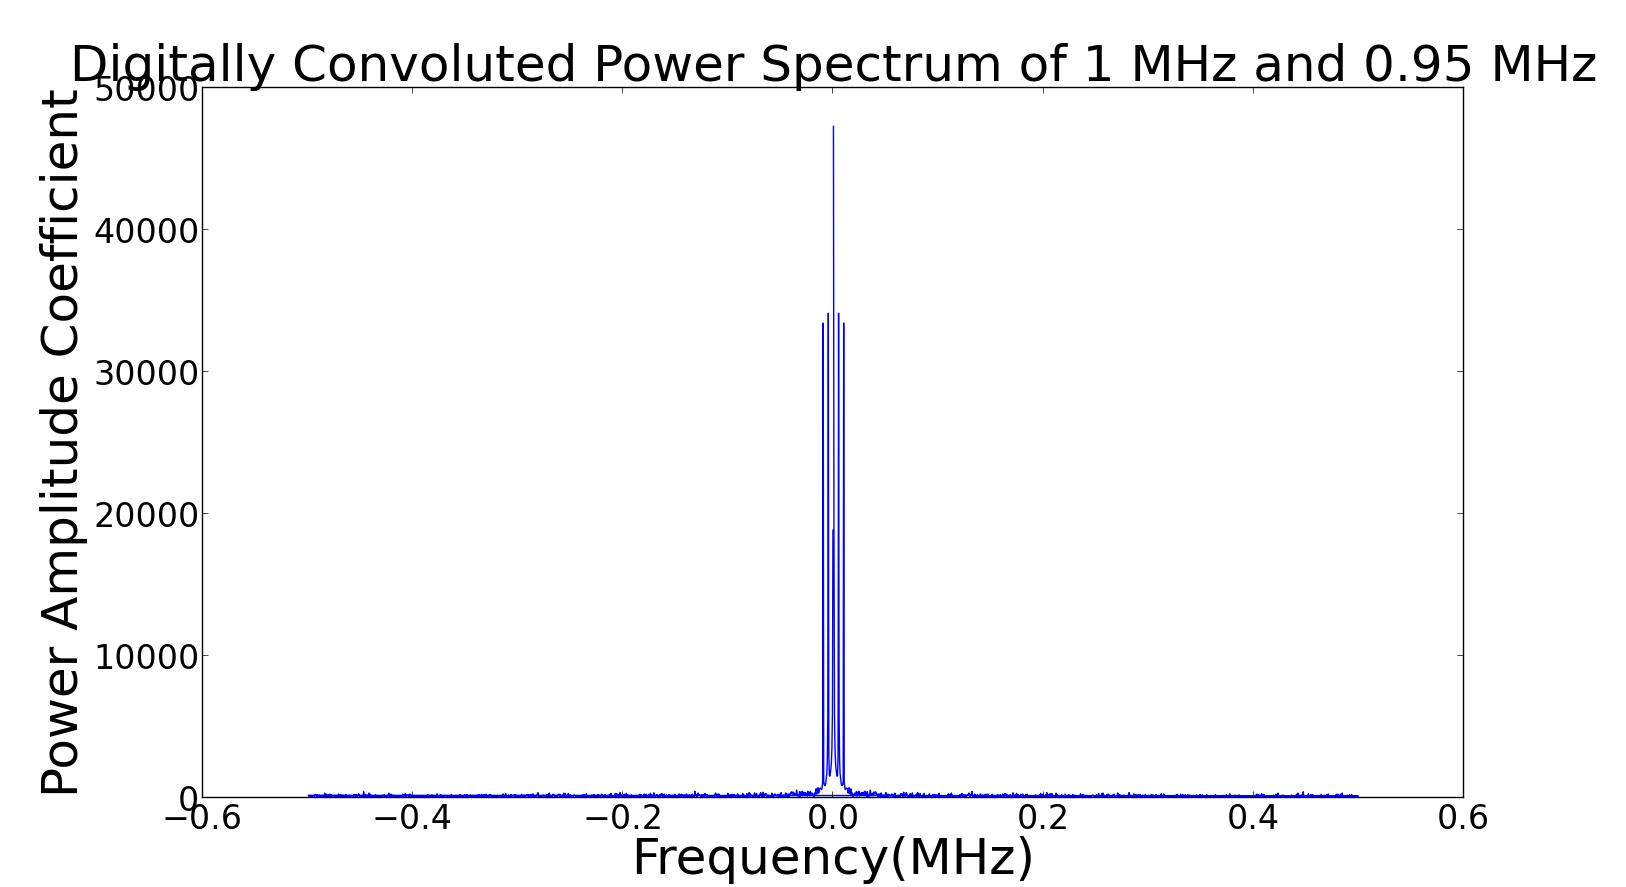 Digitally Convoluted Power Spectrum of 1 MHz and 0.95 MHz
Power Amplitude Coefficient
50000
40000
30000
20000
10000
0
−0.6 −0.4 −0.2 0.0 0.2 0.4 0.6
Frequency(MHz)